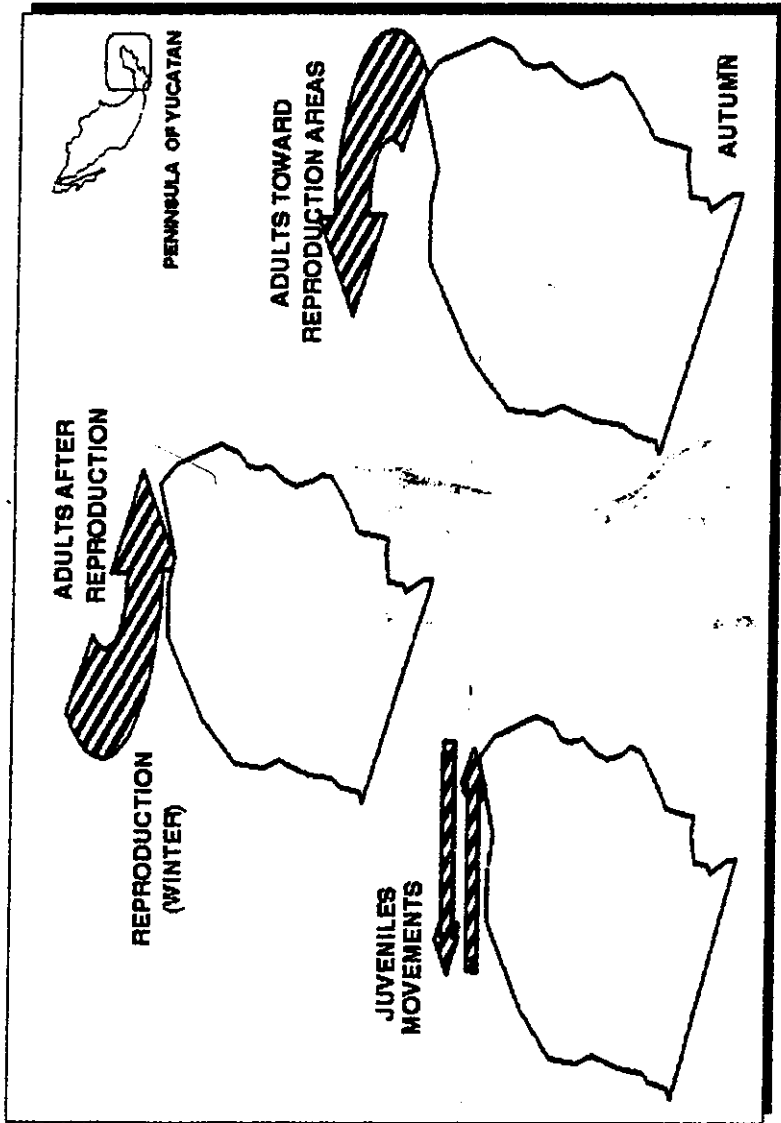 ADULTS AFTER
REPRODUCTION
REPRODUCTION
(WINTER)
PENINSULA OF YUCATAN
ADULTS TOWARD
REPRODUCTION AREAS
JUVENILES
MOVEMENTS
AUTUMN